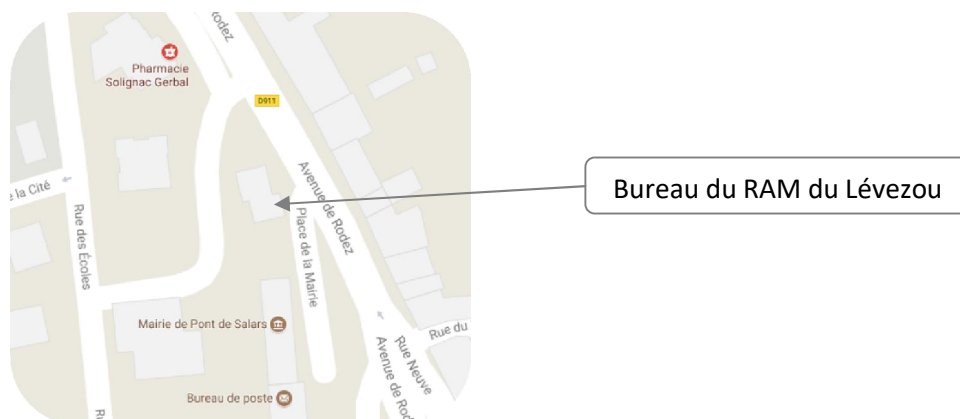 Rodez
Pharmacie
Solignac Gerbal
D911
Avenue de Rodez
Bureau du RAM du Lévezou
e la Cité
Rue des Écoles
Place de la Mairie
Mairie de Pont de Salars
Rue du
Rue Neuve
Avenue de Rod
Bureau de poste